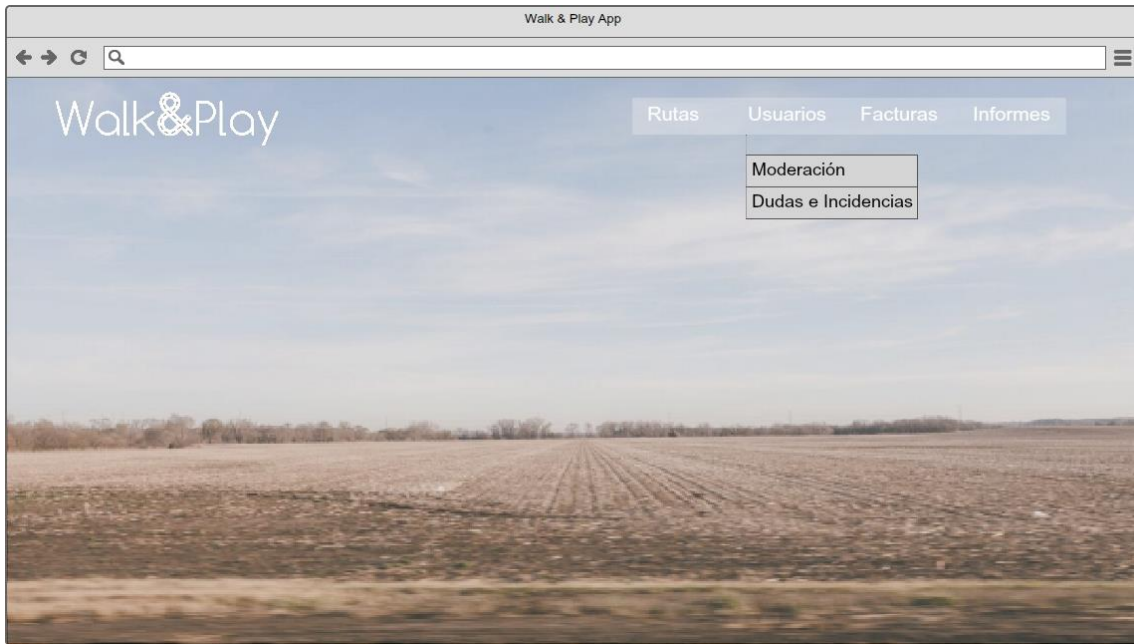 Walk & Play App
Walk&Play
Rutas Usuarios Facturas Informes
Moderación
Dudas e Incidencias